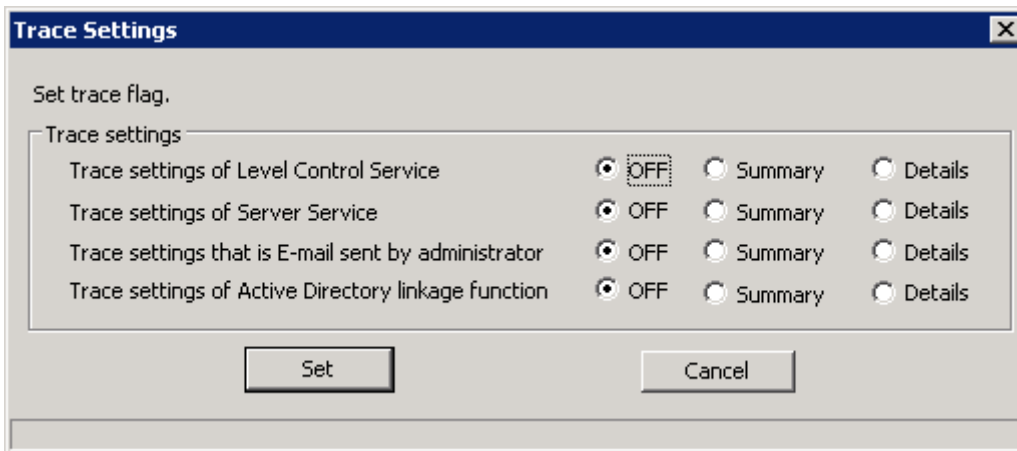 Trace Settings
Set trace flag.
Trace settings
Trace settings of Level Control Service OFF Summary Details
Trace settings of Server Service OFF Summary Details
Trace settings that is E-mail sent by administrator OFF Summary Details
Trace settings of Active Directory linkage function OFF Summary Details
Set Cancel